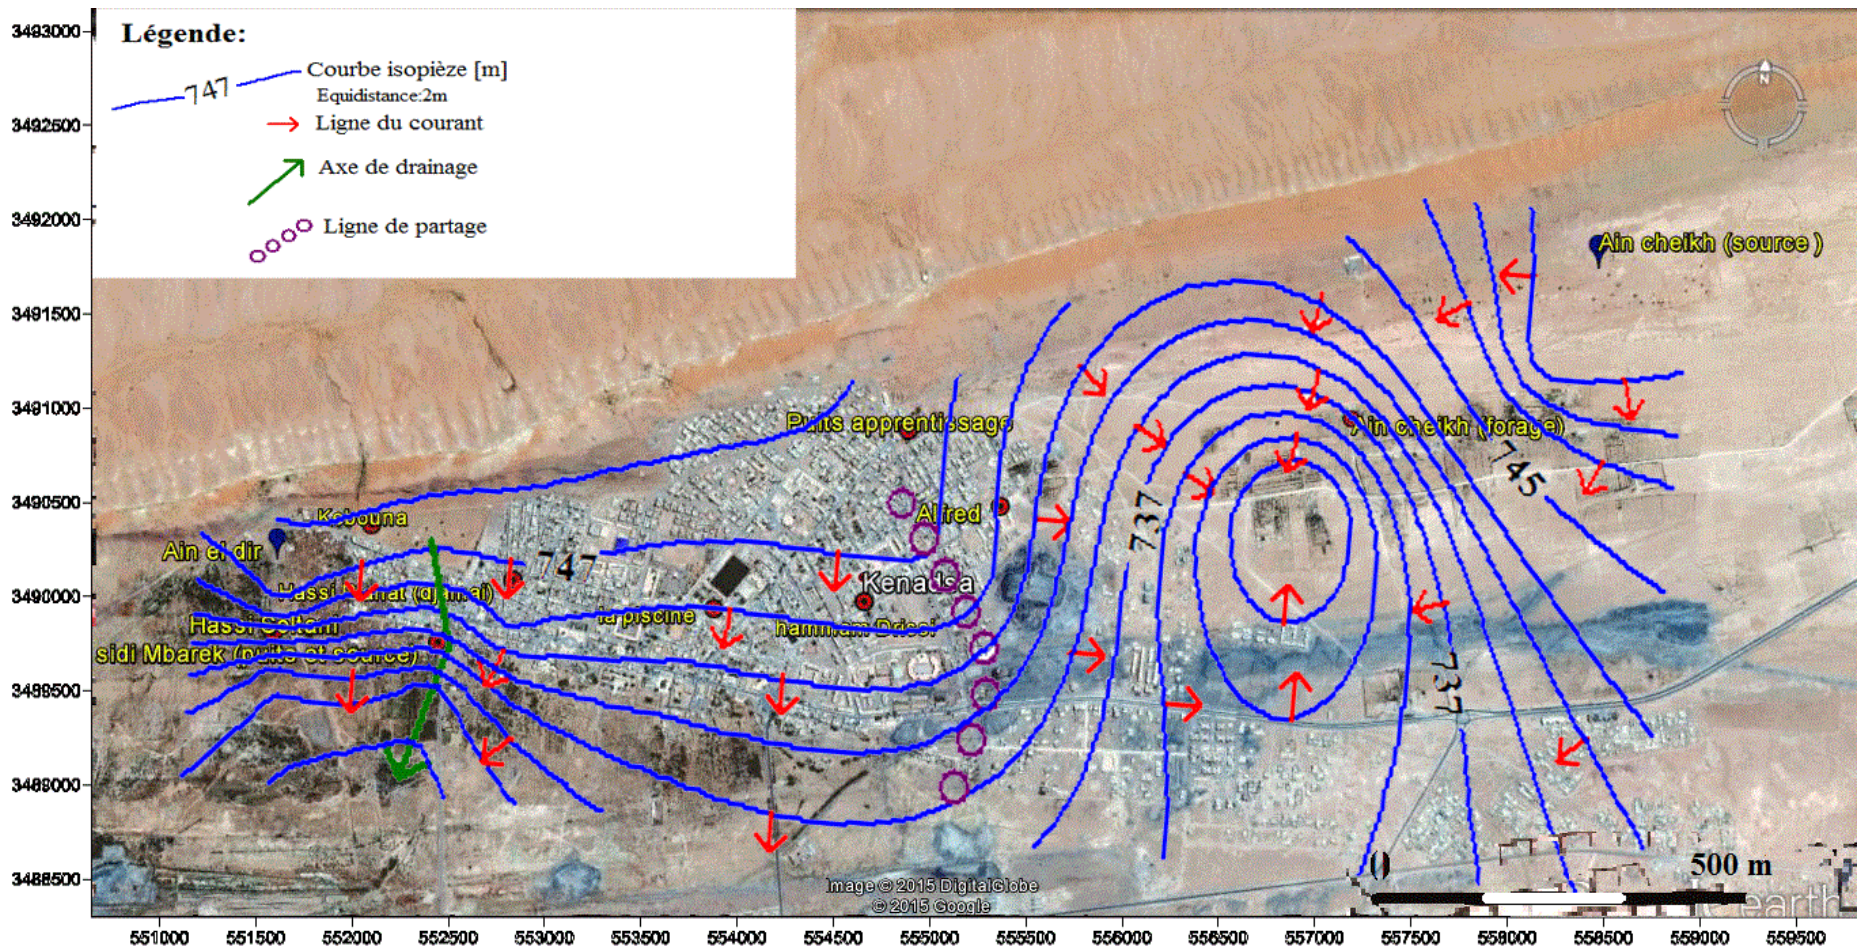 Légende:
747
Courbe isopièze [m]
Equidistance:2m
Ligne du courant
Axe de drainage
Ligne de partage
N
Ain cheikh (source )
Puits apprentissage
Ain cheikh (forage)
745
Alfred
Kebouna
Ain el dir
737
747
Kenadsa
la piscine
hammam Drissi
Hassi Soltani
sidi Mbarek (puits et source)
737
0
500 m
Image © 2015 DigitalGlobe
© 2015 Google
earth
3493000
3492500
3492000
3491500
3491000
3490500
3490000
3489500
3489000
3488500
551000 551500 552000 552500 553000 553500 554000 554500 555000 555500 556000 556500 557000 557500 558000 558500 559000 559500